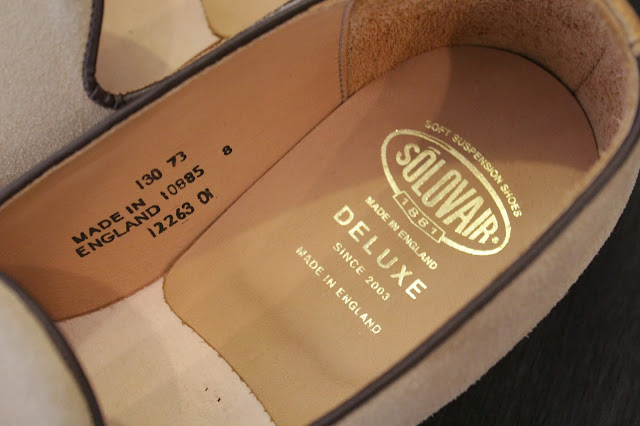 130 73
MADE IN 10885 8
ENGLAND 12263 01
SOFT SUSPENSION SHOES
SOLOVAIR®
1881
MADE IN ENGLAND
DELUXE
SINCE 2003
MADE IN ENGLAND